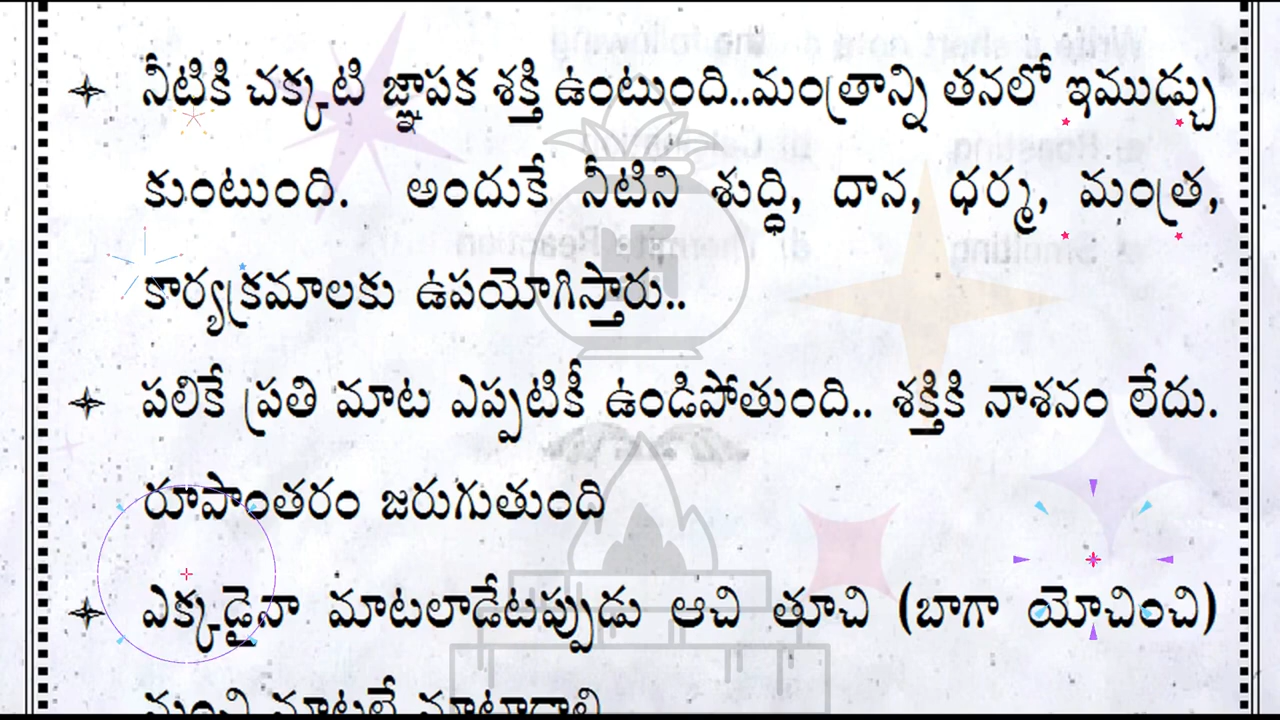 నీటికి చక్కటి జ్ఞాపక శక్తి ఉంటుంది..మంత్రాన్ని తనలో ఇముడ్చు
కుంటుంది. అందుకే నీటిని శుద్ధి, దాన, ధర్మ, మంత్ర,
కార్యక్రమాలకు ఉపయోగిస్తారు..
పలికే ప్రతి మాట ఎప్పటికీ ఉండిపోతుంది.. శక్తికి నాశనం లేదు.
రూపాంతరం జరుగుతుంది
ఎక్కడైనా మాటలాడేటప్పుడు ఆచి తూచి (బాగా యోచించి)